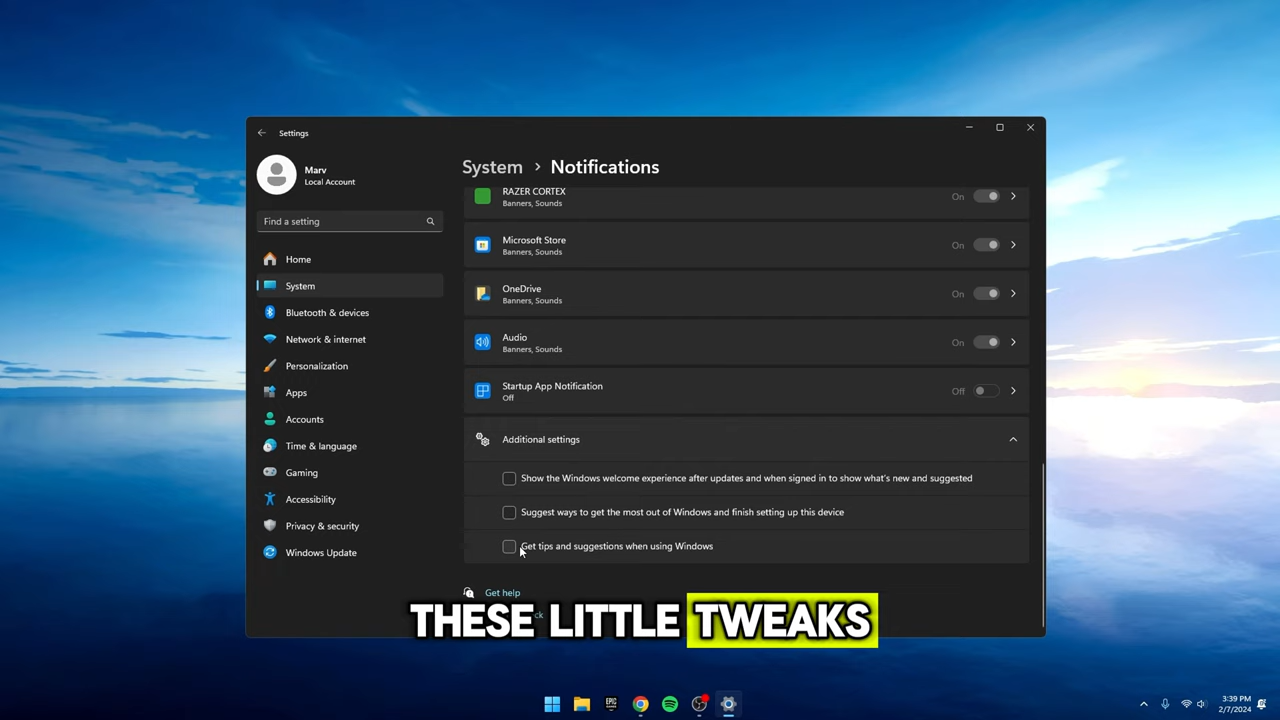 Settings
Marv
Local Account
Find a setting
Home
System
Bluetooth & devices
Network & internet
Personalization
Apps
Accounts
Time & language
Gaming
Accessibility
Privacy & security
Windows Update
System > Notifications
RAZER CORTEX
Banners, Sounds
On
Microsoft Store
Banners, Sounds
On
OneDrive
Banners, Sounds
On
Audio
Banners, Sounds
On
Startup App Notification
Off
Off
Additional settings
Show the Windows welcome experience after updates and when signed in to show what's new and suggested
Suggest ways to get the most out of Windows and finish setting up this device
Get tips and suggestions when using Windows
Get help
THESE LITTLE TWEAKS
EPIC
3:39 PM
2/7/2024